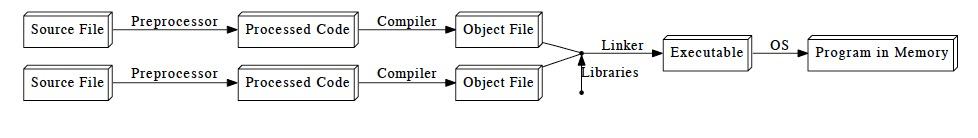 Source File Preprocessor Processed Code Compiler Object File
Linker Executable OS Program in Memory
Libraries
Source File Preprocessor Processed Code Compiler Object File